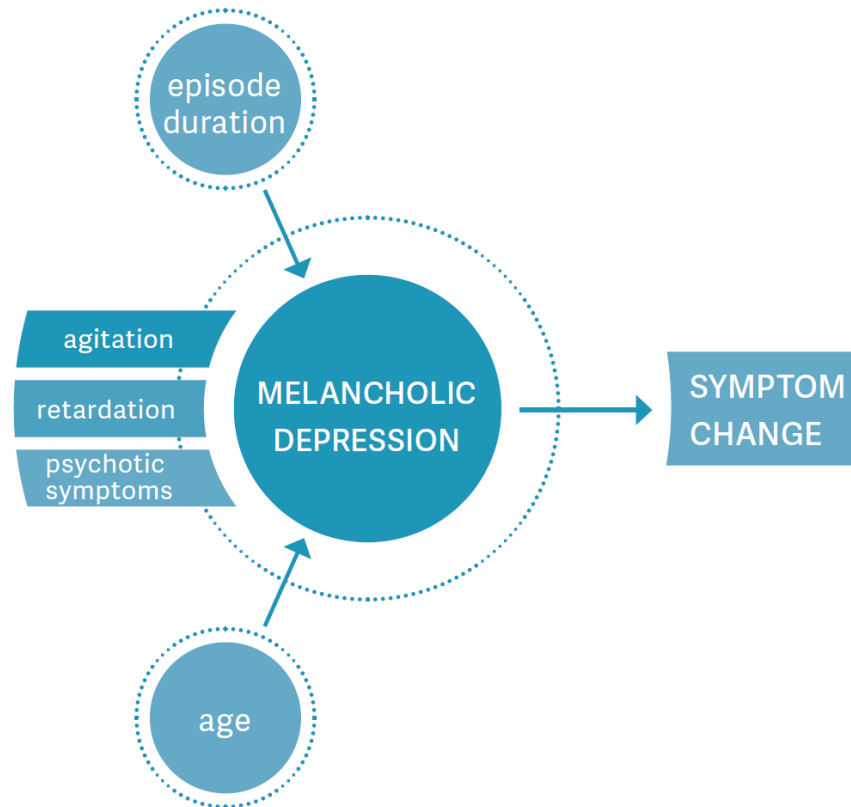 episode
duration
agitation
retardation
psychotic
symptoms
MELANCHOLIC
DEPRESSION
SYMPTOM
CHANGE
age